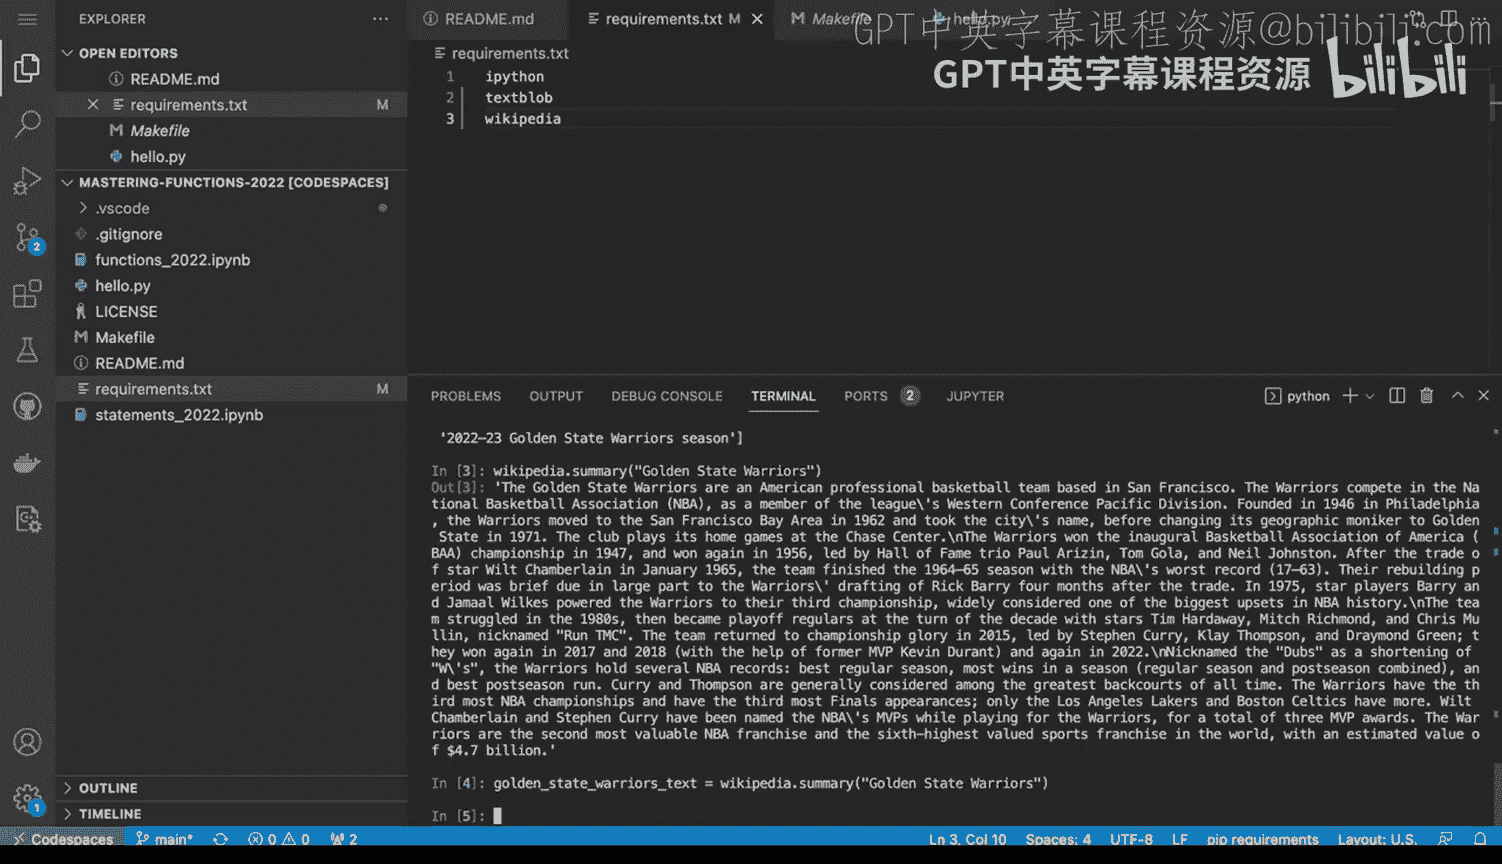 EXPLORER
OPEN EDITORS
README.md
requirements.txt M
Makefile
hello.py
MASTERING-FUNCTIONS-2022 [CODESPACES]
.vscode
.gitignore
functions_2022.ipynb
hello.py
LICENSE
Makefile
README.md
requirements.txt M
statements_2022.ipynb
OUTLINE
TIMELINE
2
1
README.md requirements.txt M Makefile hello.py
GPT中英字幕课程资源@bilibili.com
GPT中英字幕课程资源 bilibili
requirements.txt
1 ipython
2 textblob
3 wikipedia
PROBLEMS OUTPUT DEBUG CONSOLE TERMINAL PORTS 2 JUPYTER python
'2022–23 Golden State Warriors season']
In [3]: wikipedia.summary("Golden State Warriors")
Out[3]: 'The Golden State Warriors are an American professional basketball team based in San Francisco. The Warriors compete in the Na
tional Basketball Association (NBA), as a member of the league\'s Western Conference Pacific Division. Founded in 1946 in Philadelphia
, the Warriors moved to the San Francisco Bay Area in 1962 and took the city\'s name, before changing its geographic moniker to Golden
State in 1971. The club plays its home games at the Chase Center.\nThe Warriors won the inaugural Basketball Association of America (
BAA) championship in 1947, and won again in 1956, led by Hall of Fame trio Paul Arizin, Tom Gola, and Neil Johnston. After the trade o
f star Wilt Chamberlain in January 1965, the team finished the 1964–65 season with the NBA\'s worst record (17–63). Their rebuilding p
eriod was brief due in large part to the Warriors\' drafting of Rick Barry four months after the trade. In 1975, star players Barry an
d Jamaal Wilkes powered the Warriors to their third championship, widely considered one of the biggest upsets in NBA history.\nThe tea
m struggled in the 1980s, then became playoff regulars at the turn of the decade with stars Tim Hardaway, Mitch Richmond, and Chris Mu
llin, nicknamed "Run TMC". The team returned to championship glory in 2015, led by Stephen Curry, Klay Thompson, and Draymond Green; t
hey won again in 2017 and 2018 (with the help of former MVP Kevin Durant) and again in 2022.\nNicknamed the "Dubs" as a shortening of
"W\'s", the Warriors hold several NBA records: best regular season, most wins in a season (regular season and postseason combined), an
d best postseason run. Curry and Thompson are generally considered among the greatest backcourts of all time. The Warriors have the th
ird most NBA championships and have the third most Finals appearances; only the Los Angeles Lakers and Boston Celtics have more. Wilt
Chamberlain and Stephen Curry have been named the NBA\'s MVPs while playing for the Warriors, for a total of three MVP awards. The War
riors are the second most valuable NBA franchise and the sixth-highest valued sports franchise in the world, with an estimated value o
f $4.7 billion.'
In [4]: golden_state_warriors_text = wikipedia.summary("Golden State Warriors")
In [5]:
Codespaces main* 0 0 2 Ln 3, Col 10 Spaces: 4 UTF-8 LF pip requirements Layout: U.S.